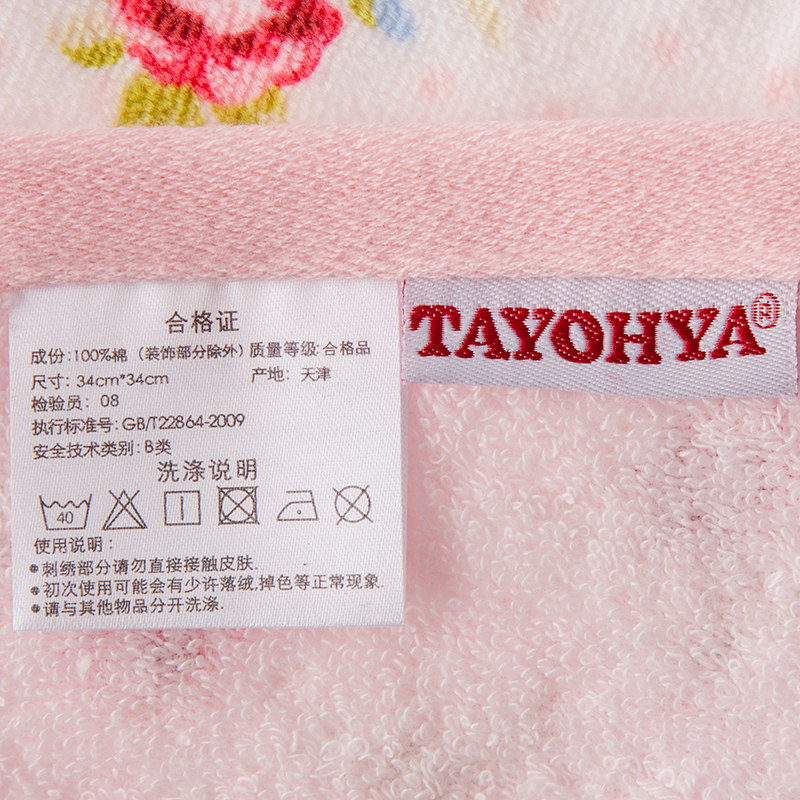 合格证
成份:100%棉 (装饰部分除外) 质量等级:合格品
尺寸: 34cm*34cm 产地: 天津
检验员: 08
执行标准号: GB/T22864-2009
安全技术类别: B类
洗涤说明
40
使用说明:
●刺绣部分请勿直接接触皮肤.
●初次使用可能会有少许落绒,掉色等正常现象.
●请与其他物品分开洗涤.
TAYOHYA